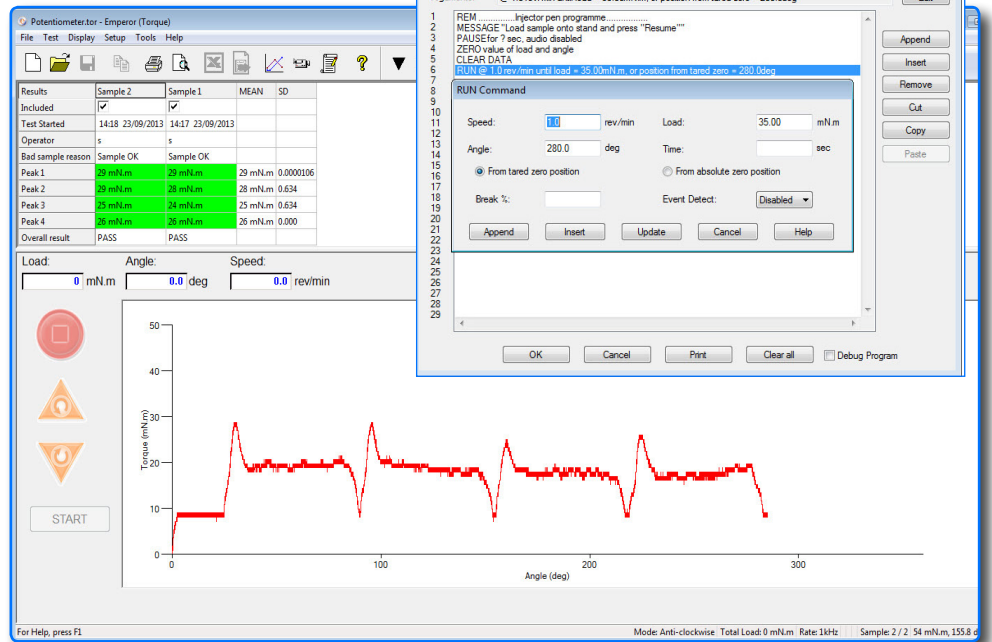 Potentiometer.tor - Emperor (Torque)
File Test Display Setup Tools Help
Results Sample 2 Sample 1 MEAN SD
Included
Test Started 14:18 23/09/2013 14:17 23/09/2013
Operator s s
Bad sample reason Sample OK Sample OK
Peak 1 29 mN.m 29 mN.m 29 mN.m 0.0000106
Peak 2 29 mN.m 28 mN.m 28 mN.m 0.634
Peak 3 25 mN.m 24 mN.m 25 mN.m 0.634
Peak 4 26 mN.m 26 mN.m 26 mN.m 0.000
Overall result PASS PASS
Load: Angle: Speed:
0 mN.m 0.0 deg 0.0 rev/min
START
50
40
30
20
10
0
Torque (mN.m)
0 100 200 300
Angle (deg)
For Help, press F1
Mode: Anti-clockwise Total Load: 0 mN.m Rate: 1kHz Sample: 2 / 2 54 mN.m, 155.8 d
1 REM ...............Injector pen programme.................
2 MESSAGE "Load sample onto stand and press "Resume""
3 PAUSE for ? sec, audio disabled
4 ZERO value of load and angle
5 CLEAR DATA
6 RUN @ 1.0 rev/min until load = 35.00mN.m, or position from tared zero = 280.0deg
7
8
9
10
11
12
13
14
15
16
17
18
19
20
21
22
23
24
25
26
27
28
29
RUN Command
Speed: 1.0 rev/min Load: 35.00 mN.m
Angle: 280.0 deg Time: sec
From tared zero position From absolute zero position
Break %: Event Detect: Disabled
Append Insert Update Cancel Help
Append
Insert
Remove
Cut
Copy
Paste
OK Cancel Print Clear all Debug Program